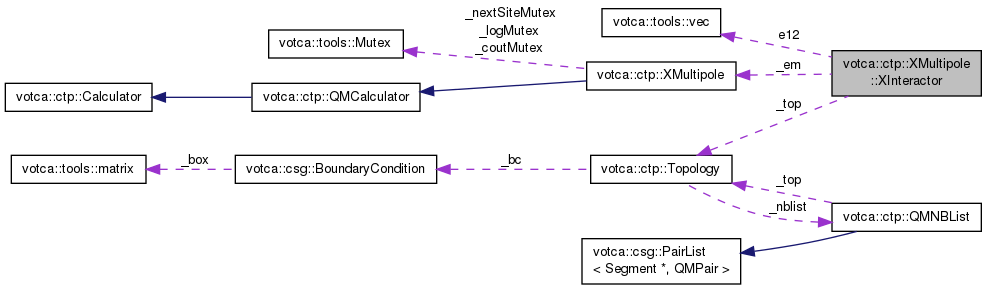 votca::tools::vec
_nextSiteMutex
_logMutex
_coutMutex
votca::tools::Mutex
e12
votca::ctp::XMultipole
::XInteractor
_em
votca::ctp::XMultipole
votca::ctp::Calculator
votca::ctp::QMCalculator
_top
votca::tools::matrix
_box
votca::csg::BoundaryCondition
_bc
votca::ctp::Topology
_top
_nblist
votca::ctp::QMNBList
votca::csg::PairList
< Segment *, QMPair >